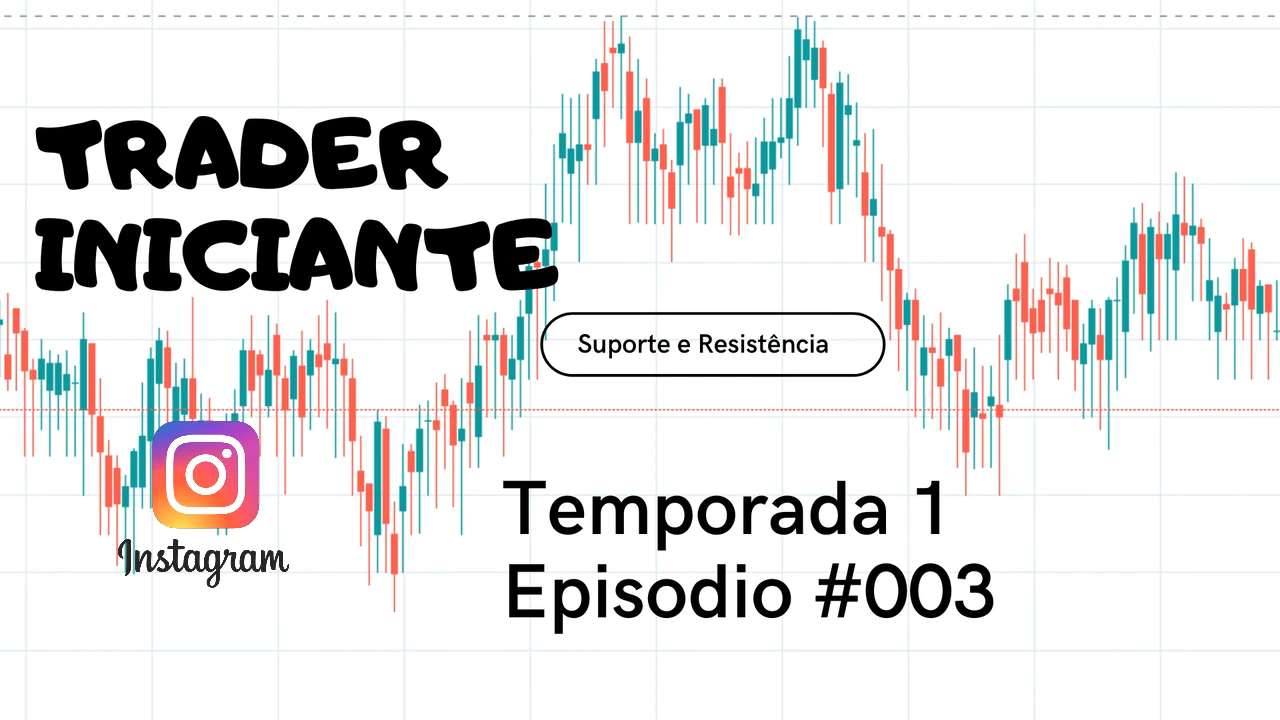 TRADER
INICIANTE
Suporte e Resistência
Instagram
Temporada 1
Episodio #003